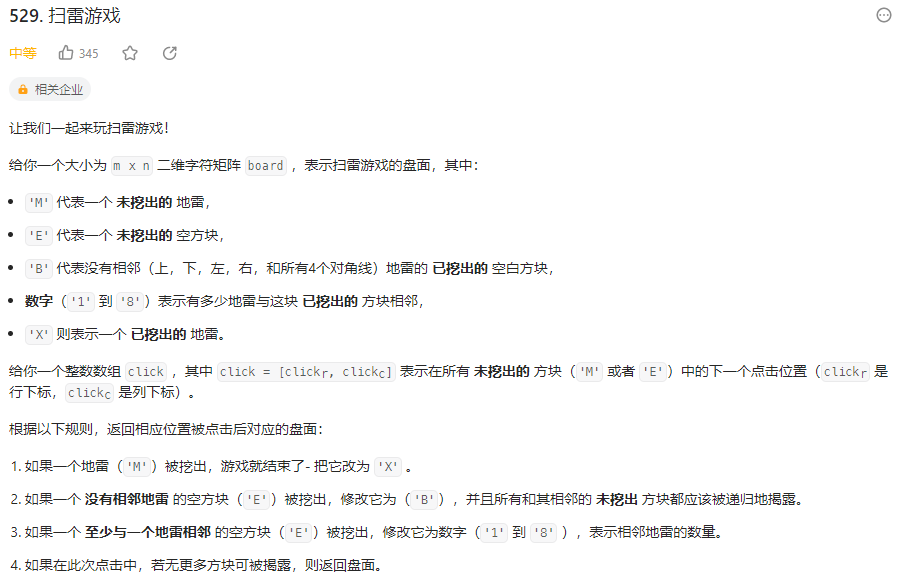 529. 扫雷游戏
中等 345
相关企业
让我们一起来玩扫雷游戏！
给你一个大小为 m x n 二维字符矩阵 board ，表示扫雷游戏的盘面，其中：
• 'M' 代表一个 未挖出的 地雷，
• 'E' 代表一个 未挖出的 空方块，
• 'B' 代表没有相邻（上，下，左，右，和所有4个对角线）地雷的 已挖出的 空白方块，
• 数字（'1' 到 '8'）表示有多少地雷与这块 已挖出的 方块相邻，
• 'X' 则表示一个 已挖出的 地雷。
给你一个整数数组 click ，其中 click = [clickr, clickc] 表示在所有 未挖出的 方块（'M' 或者 'E'）中的下一个点击位置（clickr 是
行下标，clickc 是列下标）。
根据以下规则，返回相应位置被点击后对应的盘面：
1. 如果一个地雷（'M'）被挖出，游戏就结束了- 把它改为 'X' 。
2. 如果一个 没有相邻地雷 的空方块（'E'）被挖出，修改它为（'B'），并且所有和其相邻的 未挖出 方块都应该被递归地揭露。
3. 如果一个 至少与一个地雷相邻 的空方块（'E'）被挖出，修改它为数字（'1' 到 '8' ），表示相邻地雷的数量。
4. 如果在此次点击中，若无更多方块可被揭露，则返回盘面。